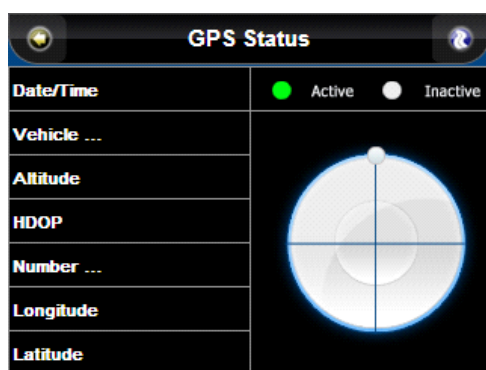 GPS Status
Date/Time
Active Inactive
Vehicle ...
Altitude
HDOP
Number ...
Longitude
Latitude